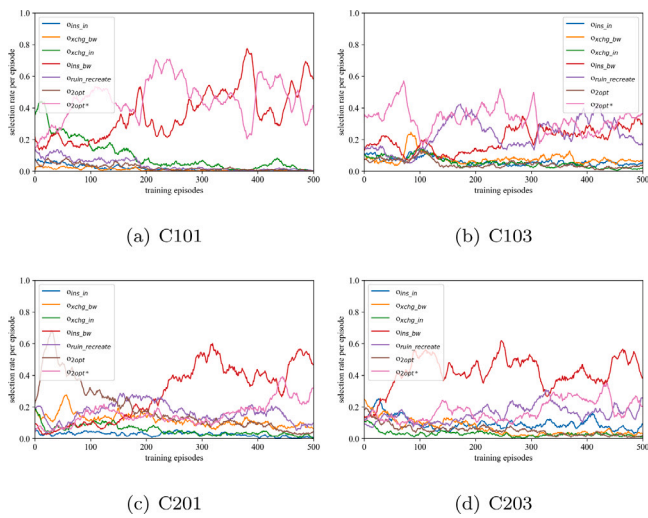 1.0
0.8
0.6
0.4
0.2
0.0
selection rate per episode
o_ins_in
o_xchg_bw
o_xchg_in
o_ins_bw
o_ruin_recreate
o_2opt
o_2opt*
0 100 200 300 400 500
training episodes
(a) C101
1.0
0.8
0.6
0.4
0.2
0.0
selection rate per episode
o_ins_in
o_xchg_bw
o_xchg_in
o_ins_bw
o_ruin_recreate
o_2opt
o_2opt*
0 100 200 300 400 500
training episodes
(b) C103
1.0
0.8
0.6
0.4
0.2
0.0
selection rate per episode
o_ins_in
o_xchg_bw
o_xchg_in
o_ins_bw
o_ruin_recreate
o_2opt
o_2opt*
0 100 200 300 400 500
training episodes
(c) C201
1.0
0.8
0.6
0.4
0.2
0.0
selection rate per episode
o_ins_in
o_xchg_bw
o_xchg_in
o_ins_bw
o_ruin_recreate
o_2opt
o_2opt*
0 100 200 300 400 500
training episodes
(d) C203